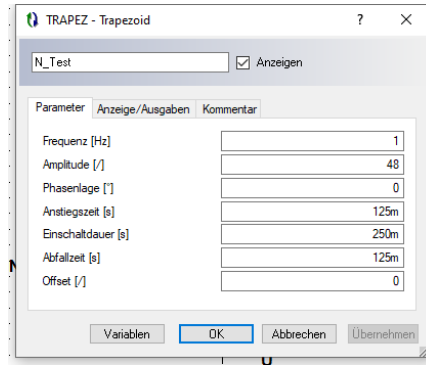 TRAPEZ - Trapezoid ? ×
N_Test Anzeigen
Parameter Anzeige/Ausgaben Kommentar
Frequenz [Hz] 1
Amplitude [/] 48
Phasenlage [°] 0
Anstiegszeit [s] 125m
Einschaltdauer [s] 250m
Abfallzeit [s] 125m
Offset [/] 0
Variablen OK Abbrechen Übernehmen